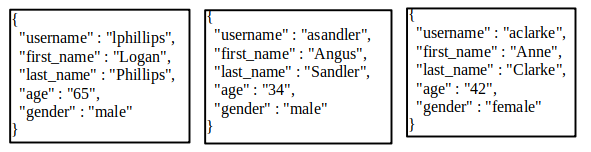 {
"username" : "lphillips",
"first_name" : "Logan",
"last_name" : "Phillips",
"age" : "65",
"gender" : "male"
}
{
"username" : "asandler",
"first_name" : "Angus",
"last_name" : "Sandler",
"age" : "34",
"gender" : "male"
}
{
"username" : "aclarke",
"first_name" : "Anne",
"last_name" : "Clarke",
"age" : "42",
"gender" : "female"
}